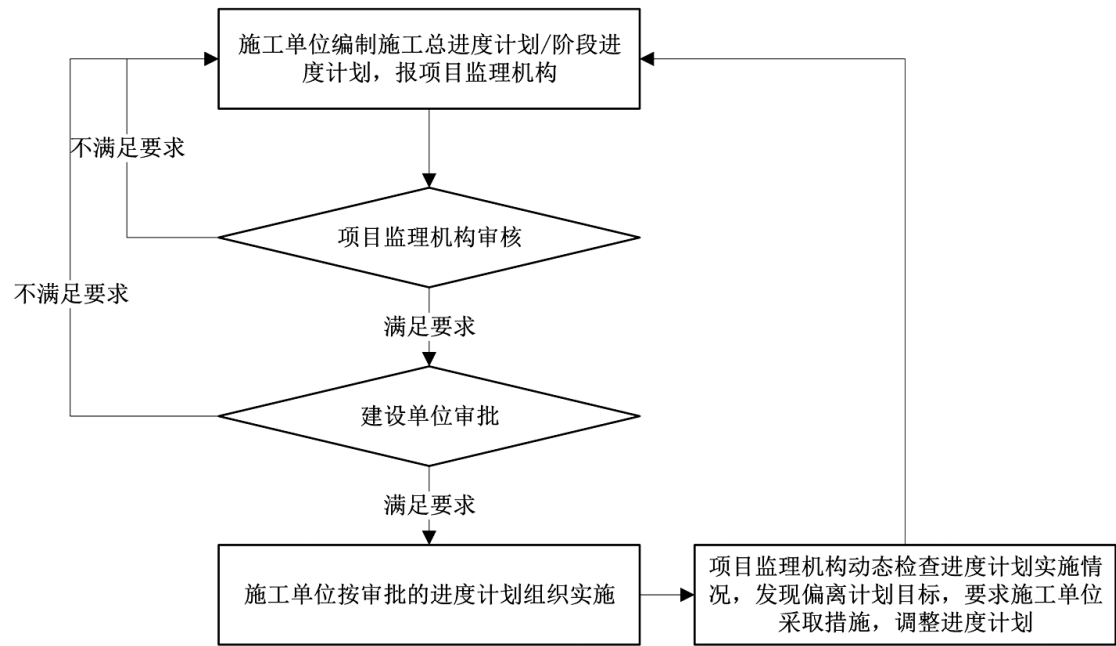 施工单位编制施工总进度计划/阶段进
度计划，报项目监理机构
不满足要求
项目监理机构审核
不满足要求
满足要求
建设单位审批
满足要求
施工单位按审批的进度计划组织实施
项目监理机构动态检查进度计划实施情
况，发现偏离计划目标，要求施工单位
采取措施，调整进度计划